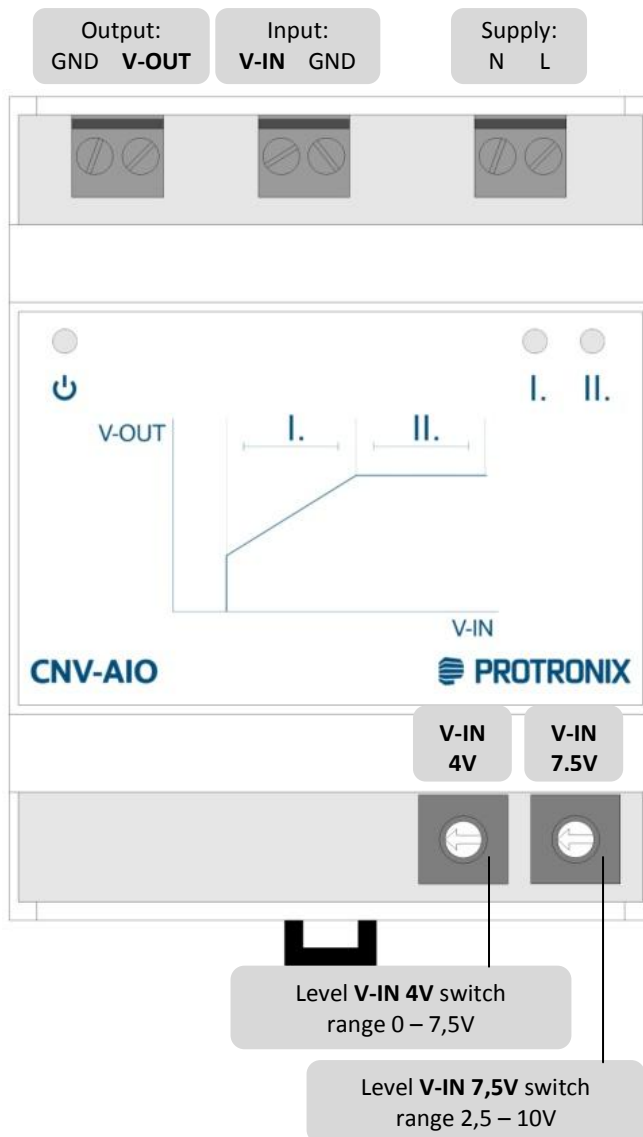 Output:
GND V-OUT
Input:
V-IN GND
Supply:
N L
I. II.
V-OUT
I. II.
V-IN
CNV-AIO
PROTRONIX
V-IN
4V
V-IN
7.5V
Level V-IN 4V switch
range 0 – 7,5V
Level V-IN 7,5V switch
range 2,5 – 10V